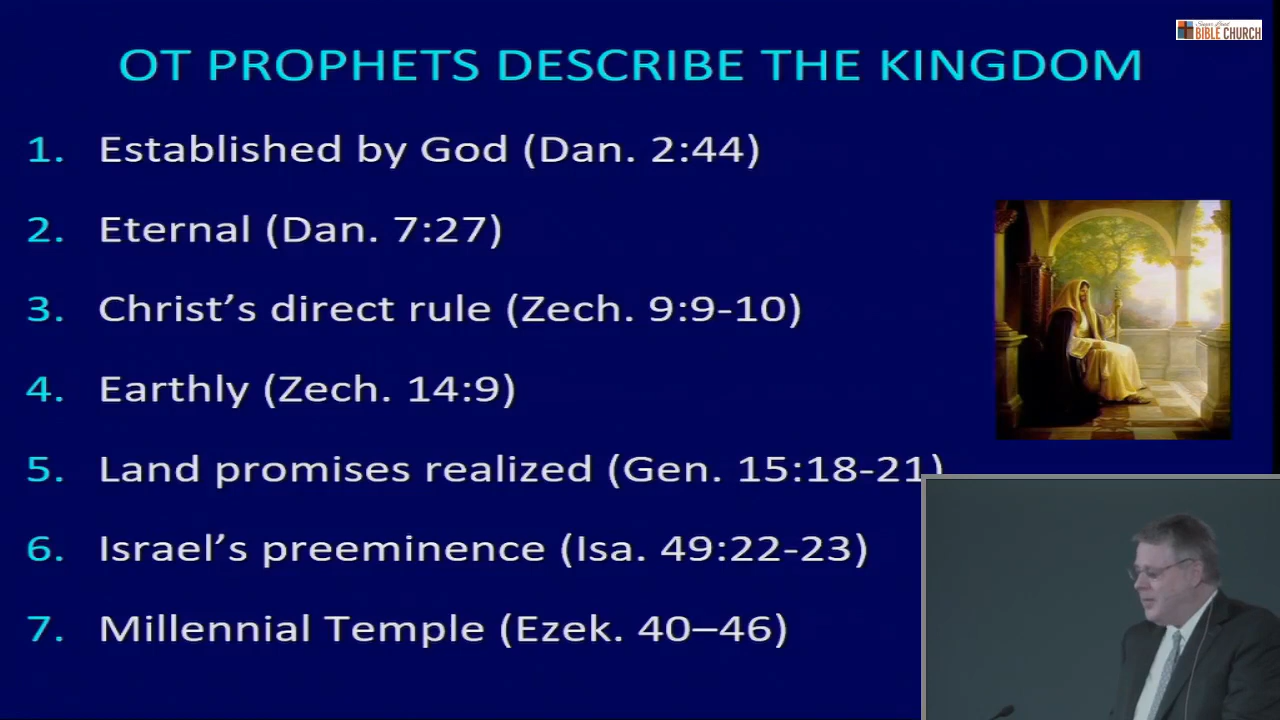 Sugar Land
BIBLE CHURCH
OT PROPHETS DESCRIBE THE KINGDOM
1. Established by God (Dan. 2:44)
2. Eternal (Dan. 7:27)
3. Christ’s direct rule (Zech. 9:9-10)
4. Earthly (Zech. 14:9)
5. Land promises realized (Gen. 15:18-21)
6. Israel’s preeminence (Isa. 49:22-23)
7. Millennial Temple (Ezek. 40–46)